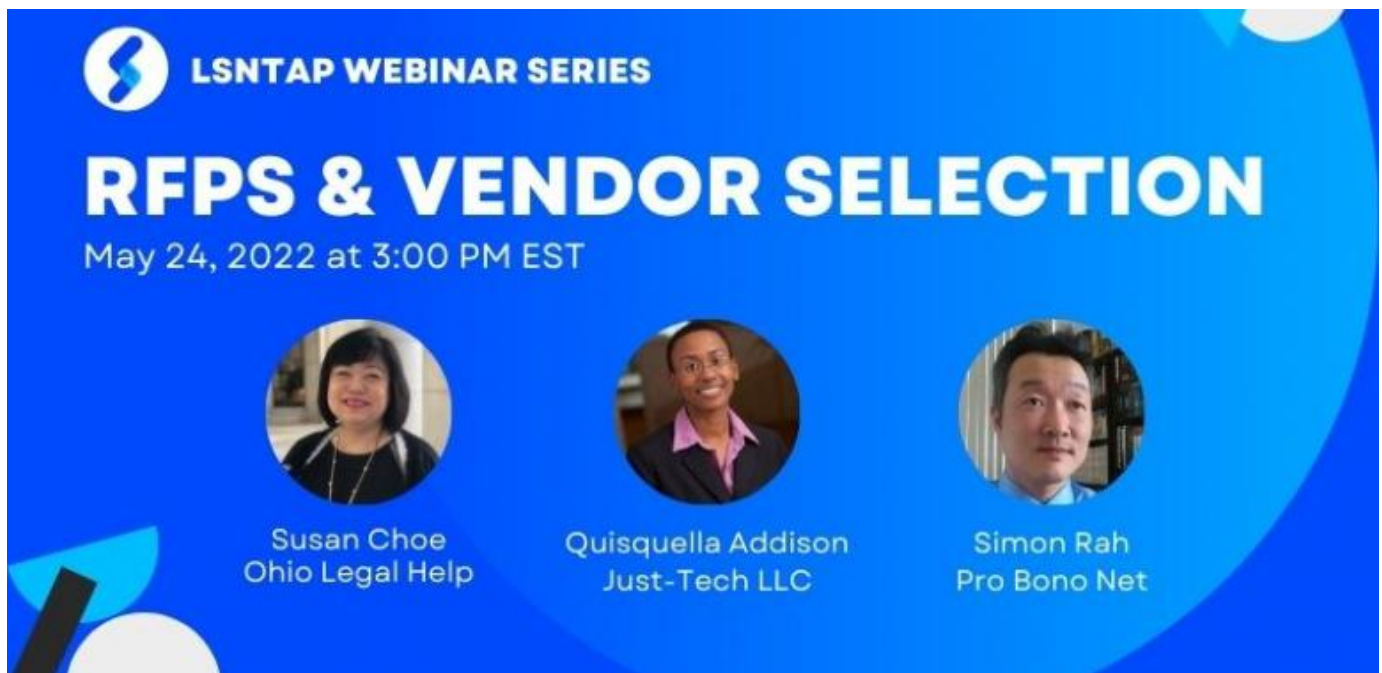 LSNTAP WEBINAR SERIES
RFPS & VENDOR SELECTION
May 24, 2022 at 3:00 PM EST
Susan Choe
Ohio Legal Help
Quisquella Addison
Just-Tech LLC
Simon Rah
Pro Bono Net